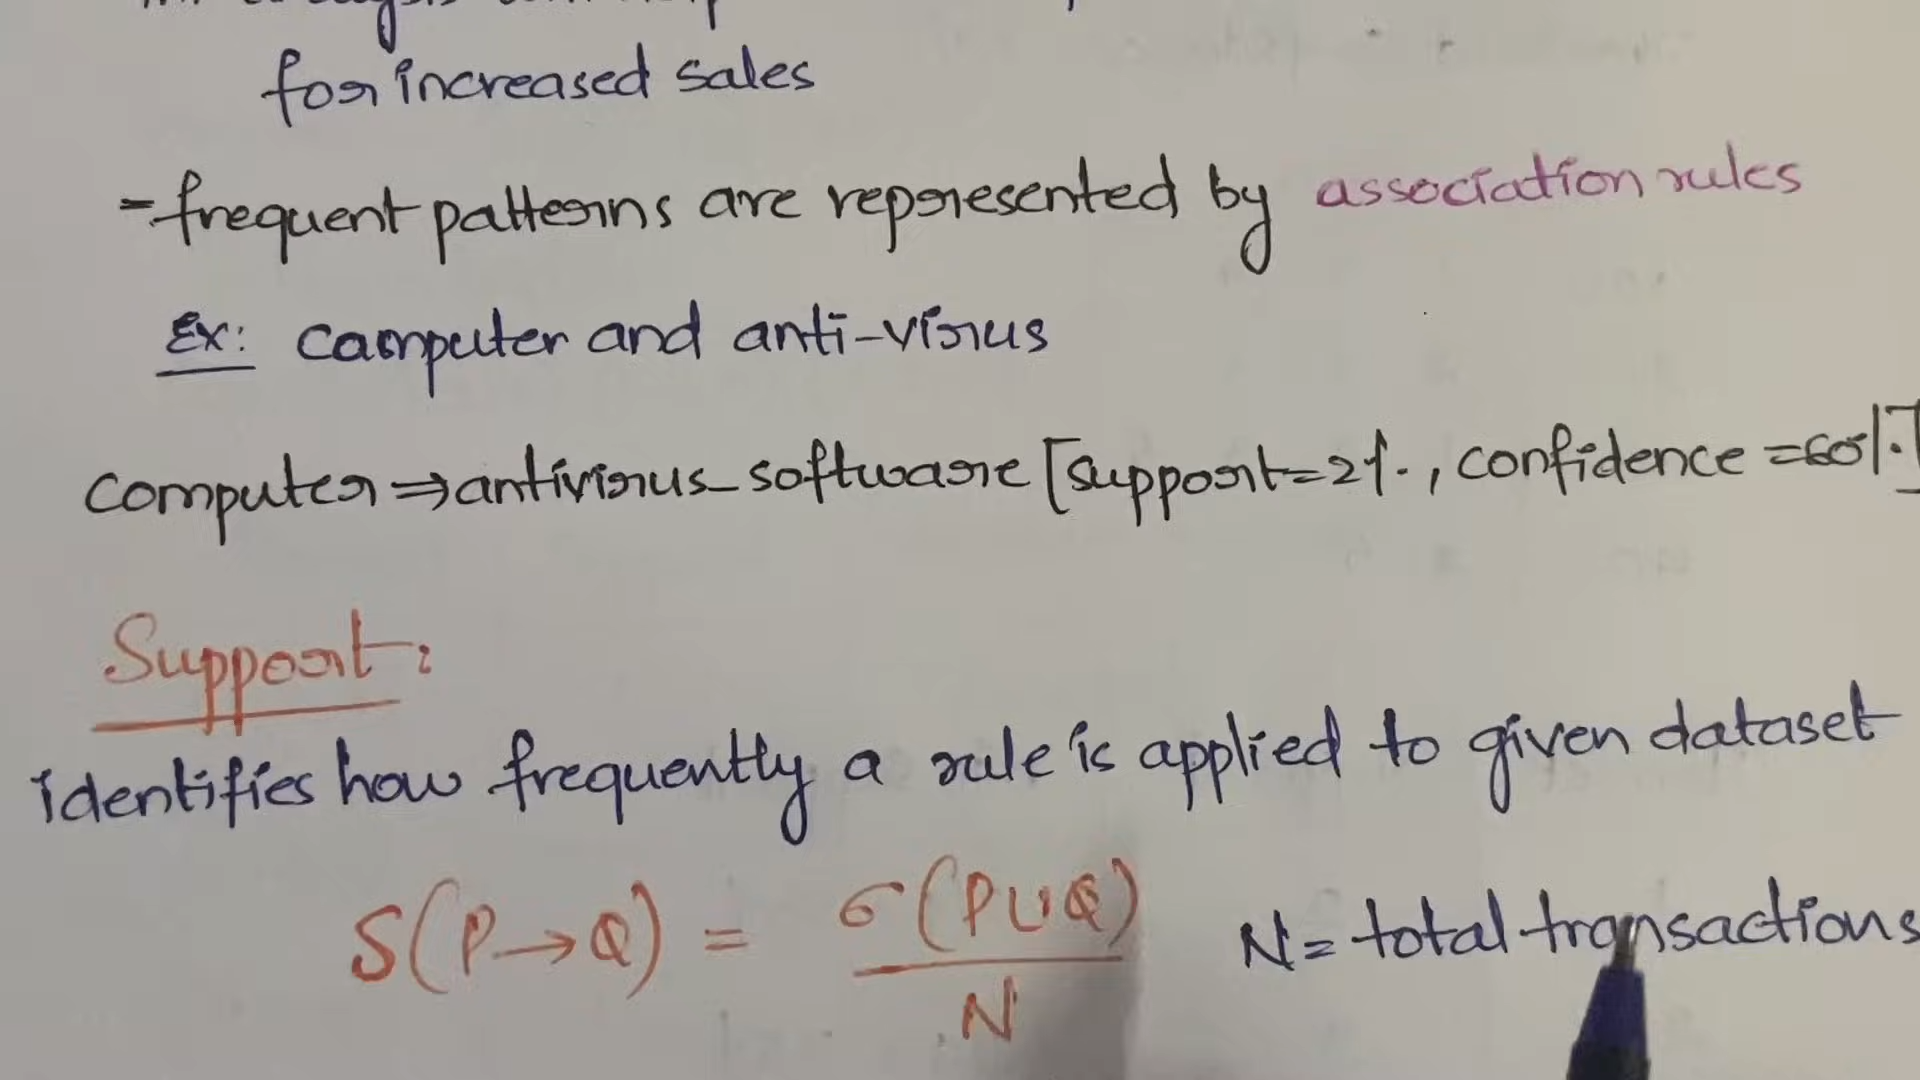 for increased sales
- frequent patterns are represented by association rules
Ex: computer and anti-virus
computer ⇒ antivirus_software [support=2%, confidence=60%]
Support:
identifies how frequently a rule is applied to given dataset
S(P→Q) = σ(P∪Q) / N N = total transactions